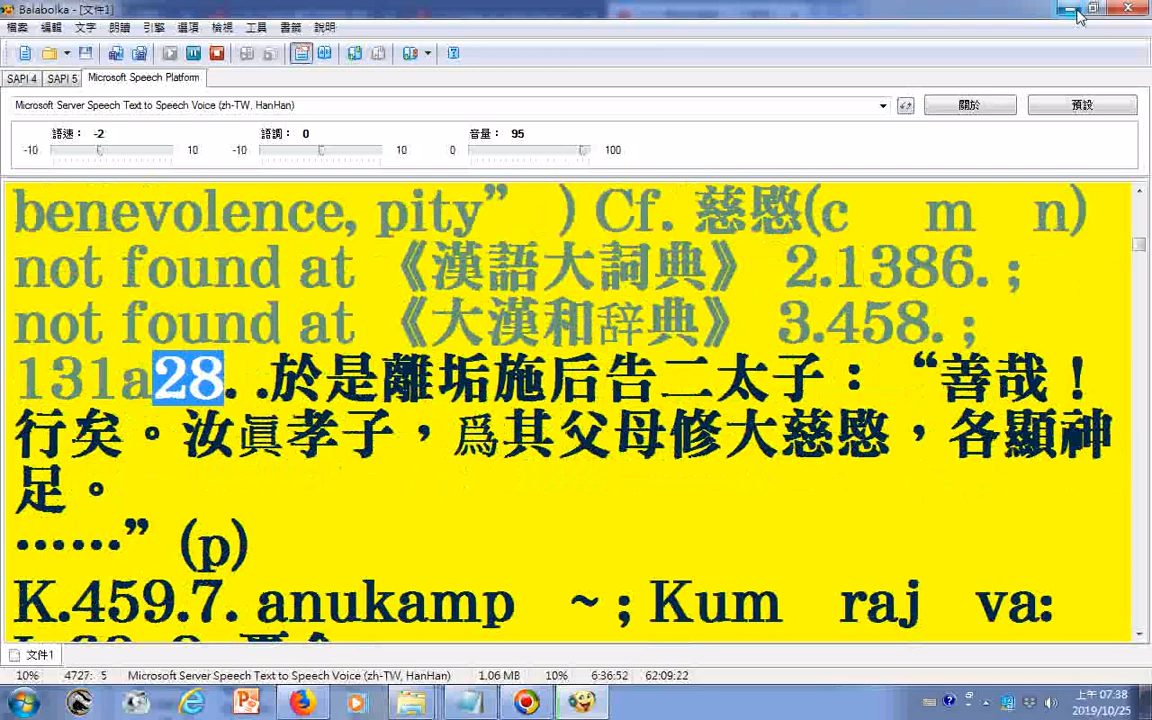 Balabolka - [文件1]
檔案 編輯 文字 朗讀 引擎 選項 檢視 工具 書籤 說明
SAPI 4 SAPI 5 Microsoft Speech Platform
Microsoft Server Speech Text to Speech Voice (zh-TW, HanHan) 關於 預設
語速： -2 語調： 0 音量： 95
-10 10 -10 10 0 100
benevolence, pity” ) Cf. 慈愍(c m n)
not found at 《漢語大詞典》 2.1386. ;
not found at 《大漢和辞典》 3.458. ;
131a28. .於是離垢施后告二太子：“善哉！
行矣。汝眞孝子，爲其父母修大慈愍，各顯神
足。
……” (p)
K.459.7. anukamp ~ ; Kum raj va:
文件1
10% 4727: 5 Microsoft Server Speech Text to Speech Voice (zh-TW, HanHan) 1.06 MB 10% 6:36:52 62:09:22
上午 07:38
2019/10/25